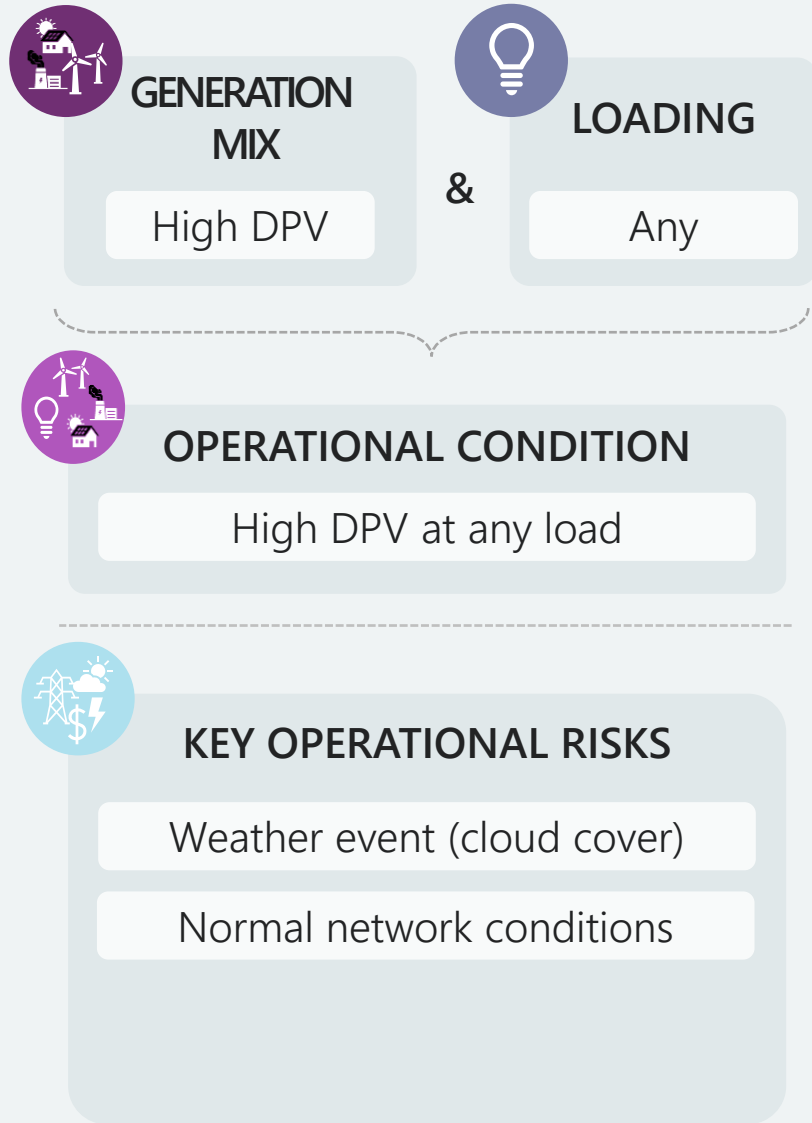 GENERATION
MIX
High DPV
&
LOADING
Any
OPERATIONAL CONDITION
High DPV at any load
KEY OPERATIONAL RISKS
Weather event (cloud cover)
Normal network conditions